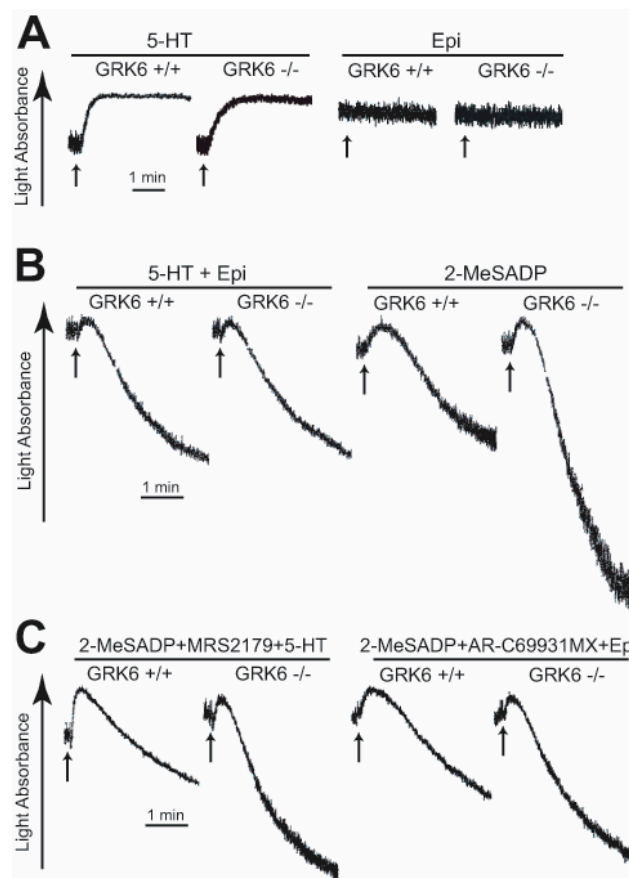 A
5-HT
Epi
GRK6 +/+
GRK6 -/-
GRK6 +/+
GRK6 -/-
Light Absorbance
1 min
B
5-HT + Epi
2-MeSADP
GRK6 +/+
GRK6 -/-
GRK6 +/+
GRK6 -/-
Light Absorbance
1 min
C
2-MeSADP+MRS2179+5-HT
2-MeSADP+AR-C69931MX+Ep
GRK6 +/+
GRK6 -/-
GRK6 +/+
GRK6 -/-
Light Absorbance
1 min